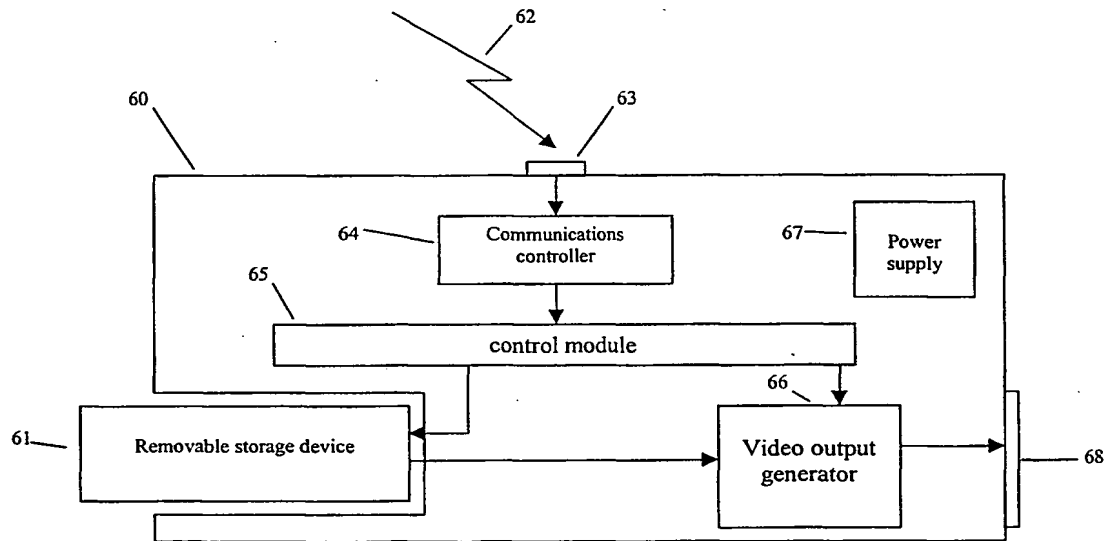 62
60
63
64
Communications
controller
67
Power
supply
65
control module
66
61
Removable storage device
Video output
generator
68